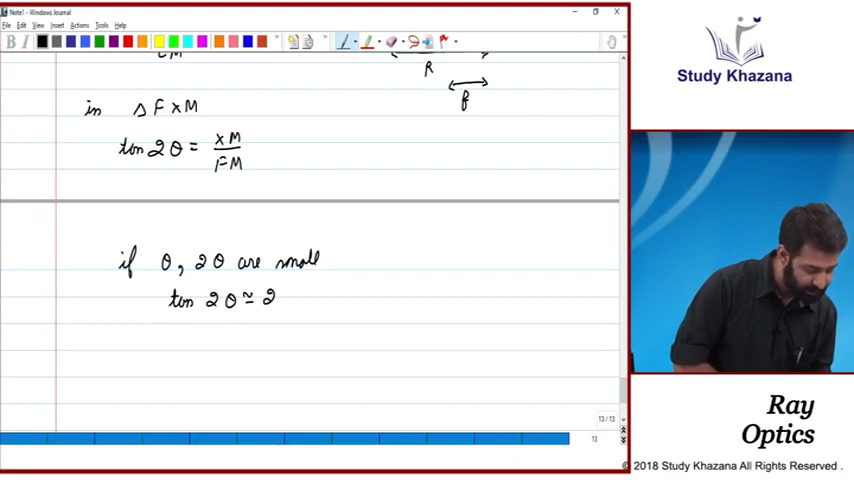 Note1 - Windows Journal
File Edit View Insert Actions Tools Help
B I
R
f
in Δ F X M
tan 2θ = XM
FM
if θ, 2θ are small
tan 2θ ≃ 2
13 / 13
13
Study Khazana
Ray
Optics
© 2018 Study Khazana All Rights Reserved .